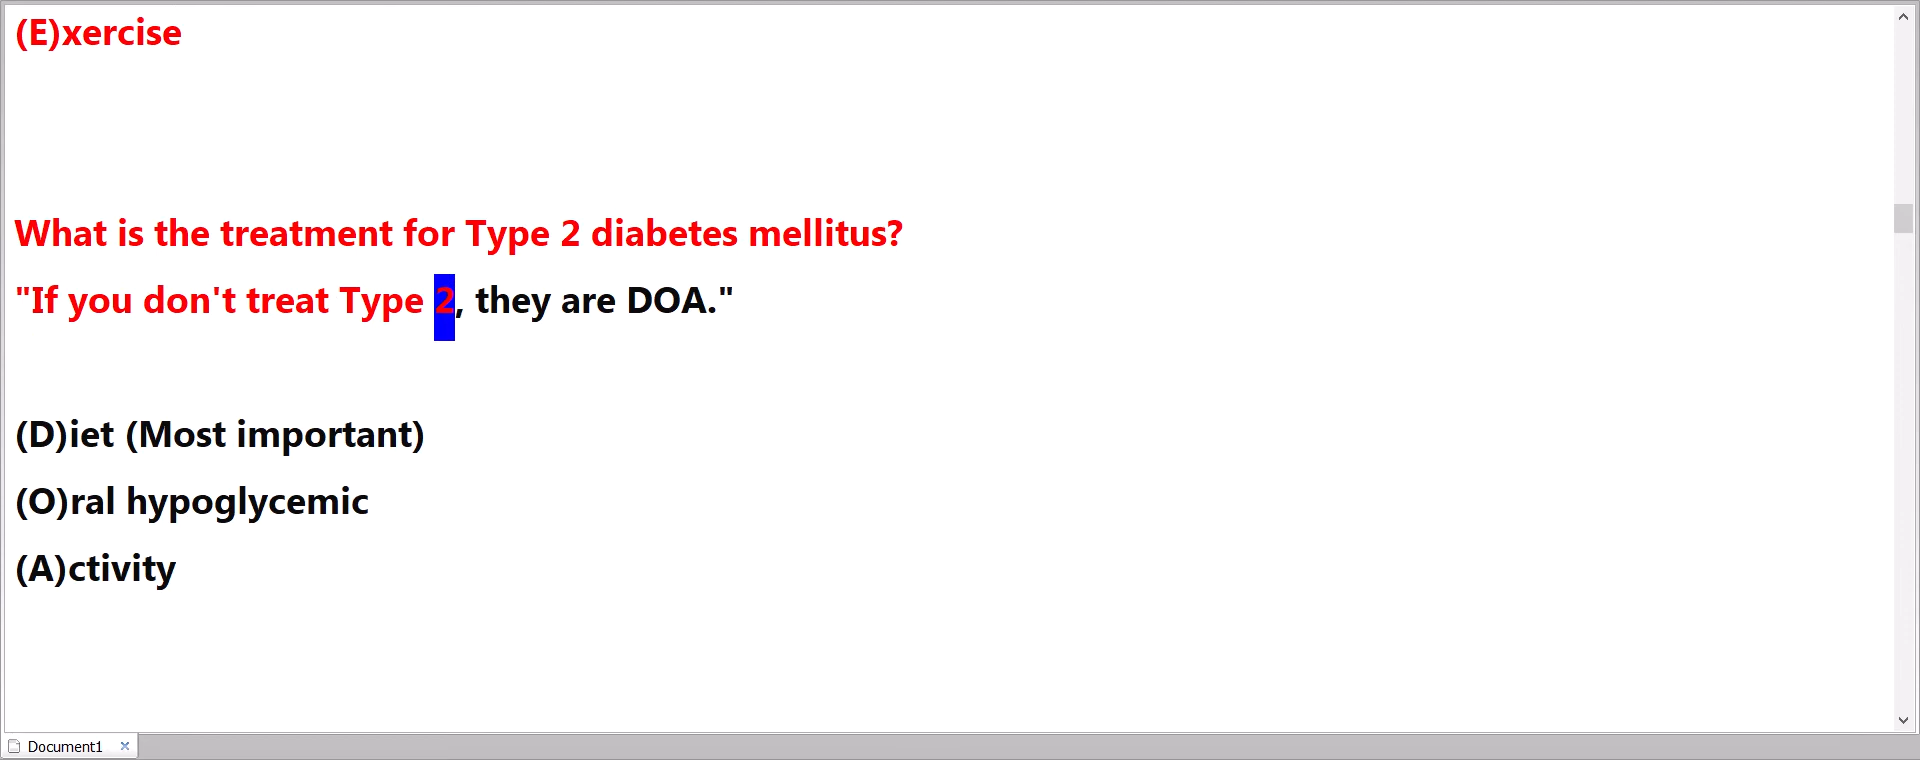 (E)xercise
What is the treatment for Type 2 diabetes mellitus?
"If you don't treat Type 2, they are DOA."
(D)iet (Most important)
(O)ral hypoglycemic
(A)ctivity
Document1